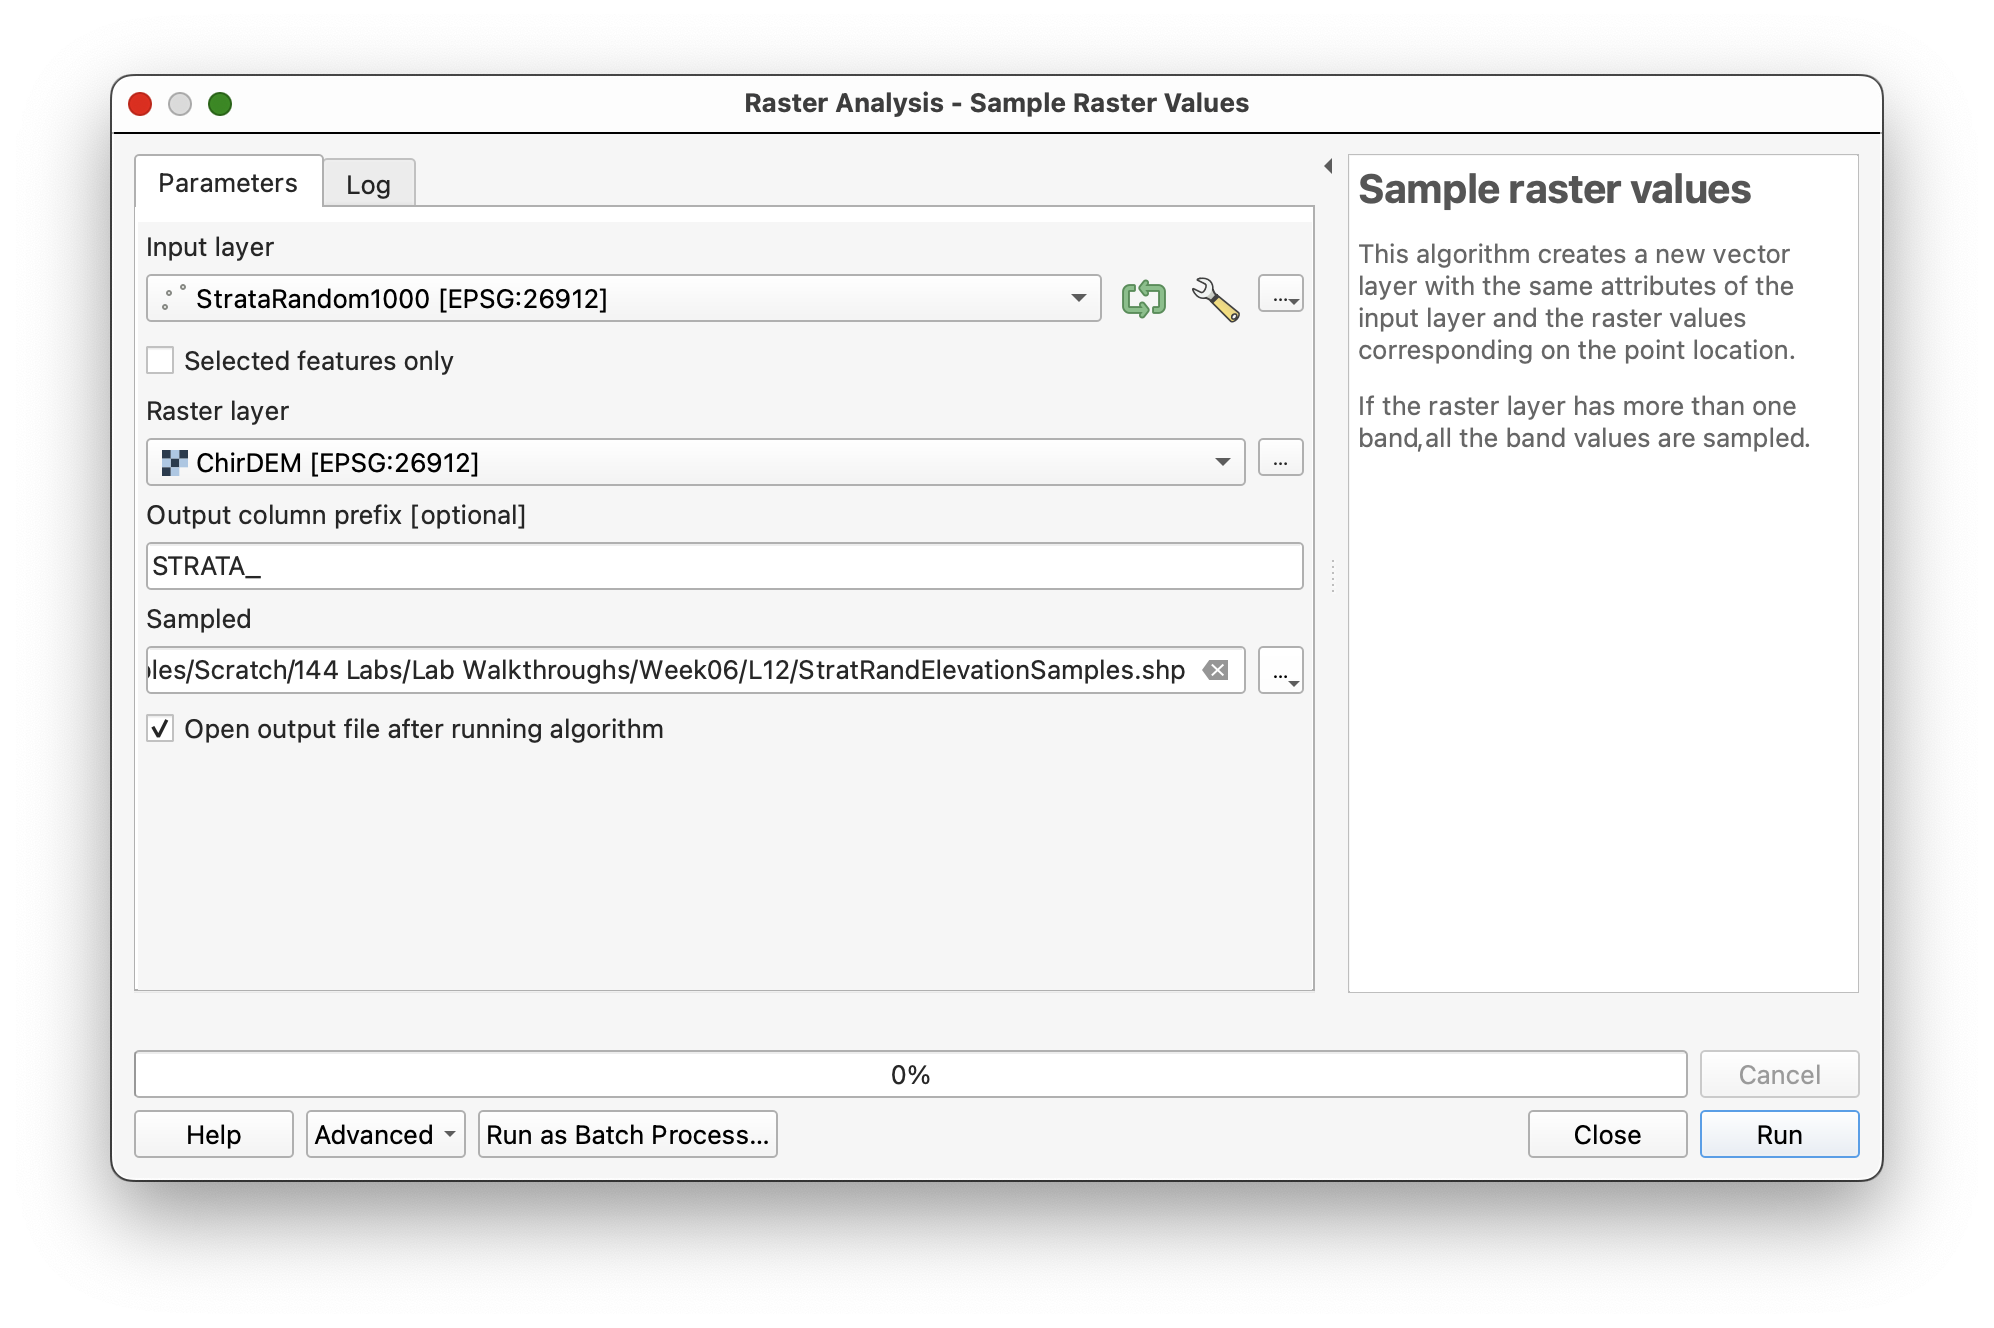 Raster Analysis - Sample Raster Values
Parameters
Log
Input layer
StrataRandom1000 [EPSG:26912]
...
Selected features only
Raster layer
ChirDEM [EPSG:26912]
...
Output column prefix [optional]
STRATA_
Sampled
les/Scratch/144 Labs/Lab Walkthroughs/Week06/L12/StratRandElevationSamples.shp
...
Open output file after running algorithm
Sample raster values
This algorithm creates a new vector
layer with the same attributes of the
input layer and the raster values
corresponding on the point location.
If the raster layer has more than one
band,all the band values are sampled.
0%
Cancel
Help
Advanced
Run as Batch Process...
Close
Run